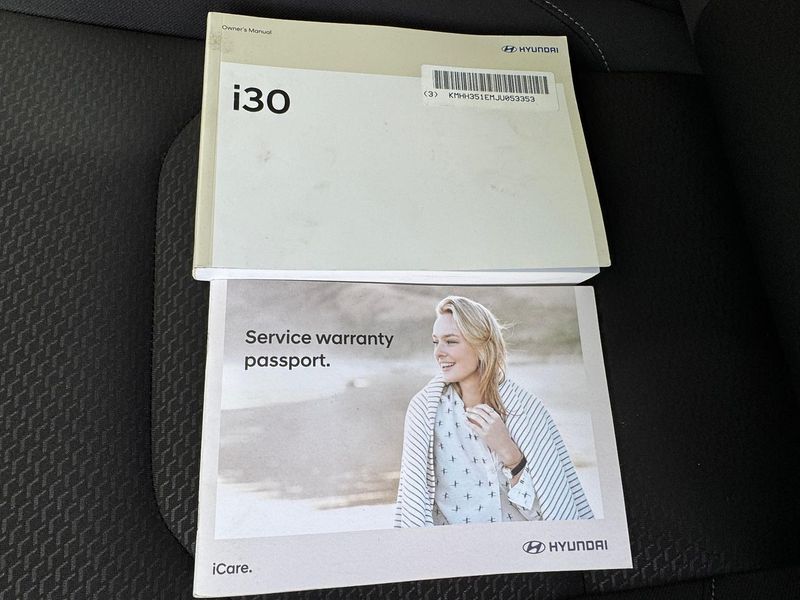 Owner's Manual
HYUNDAI
i30
(3) KMHH351EMJU053353
Service warranty
passport.
iCare.
HYUNDAI